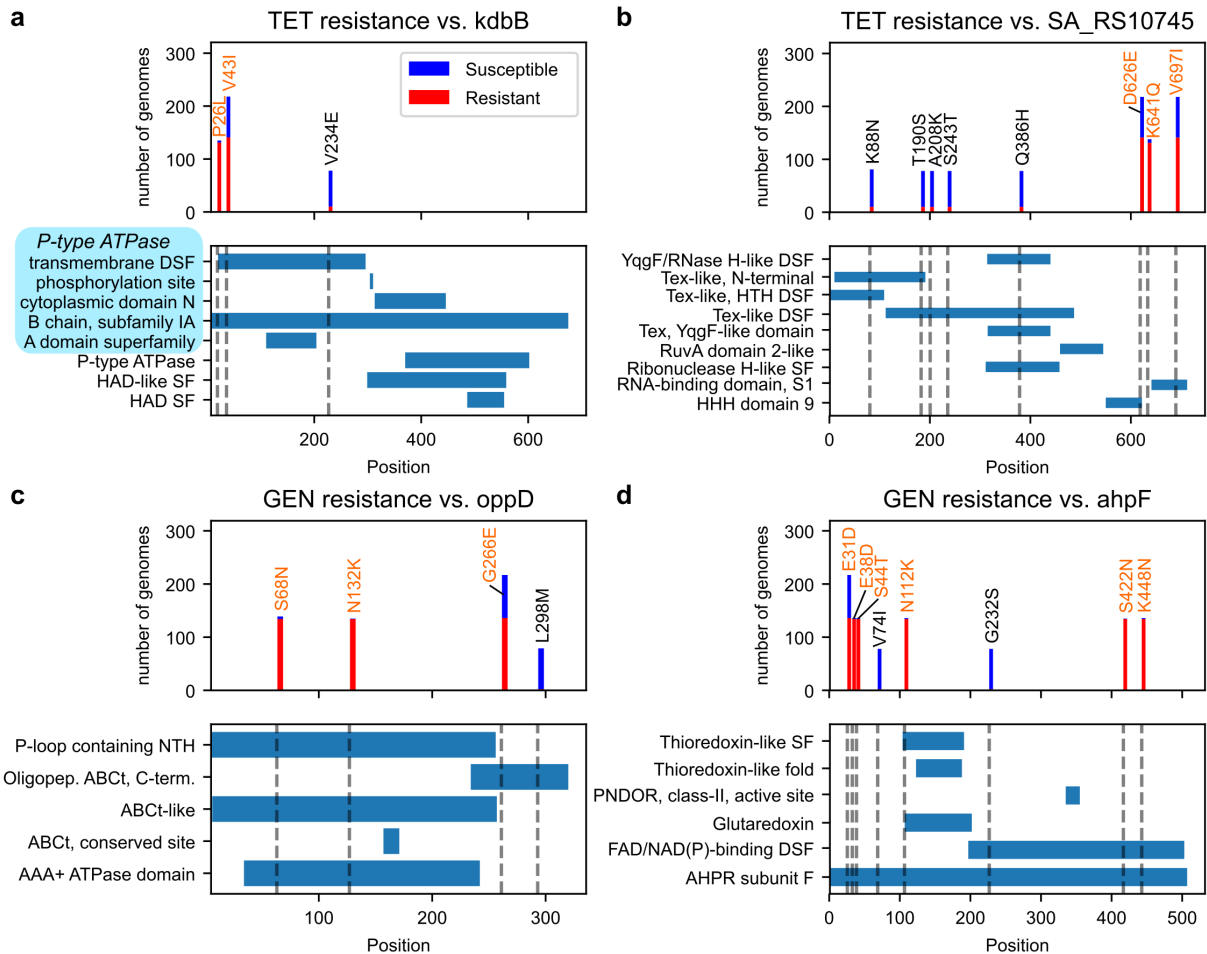 a
TET resistance vs. kdbB
number of genomes
300
200
100
0
Susceptible
Resistant
P26L
V43I
V234E
P-type ATPase
transmembrane DSF
phosphorylation site
cytoplasmic domain N
B chain, subfamily IA
A domain superfamily
P-type ATPase
HAD-like SF
HAD SF
200 400 600
Position
b
TET resistance vs. SA_RS10745
number of genomes
300
200
100
0
K88N
T190S
A208K
S243T
Q386H
D626E
K641Q
V697I
YqgF/RNase H-like DSF
Tex-like, N-terminal
Tex-like, HTH DSF
Tex-like DSF
Tex, YqgF-like domain
RuvA domain 2-like
Ribonuclease H-like SF
RNA-binding domain, S1
HHH domain 9
0 200 400 600
Position
c
GEN resistance vs. oppD
number of genomes
300
200
100
0
S68N
N132K
G266E
L298M
P-loop containing NTH
Oligopep. ABCt, C-term.
ABCt-like
ABCt, conserved site
AAA+ ATPase domain
100 200 300
Position
d
GEN resistance vs. ahpF
number of genomes
300
200
100
0
E31D
E38D
S44T
V74I
N112K
G232S
S422N
K448N
Thioredoxin-like SF
Thioredoxin-like fold
PNDOR, class-II, active site
Glutaredoxin
FAD/NAD(P)-binding DSF
AHPR subunit F
0 100 200 300 400 500
Position